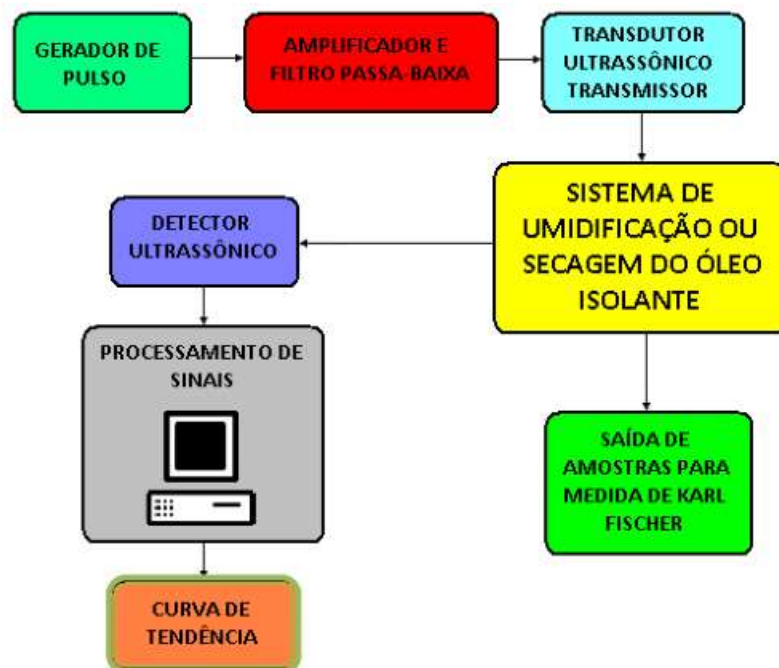 GERADOR DE
PULSO
AMPLIFICADOR E
FILTRO PASSA-BAIXA
TRANSDUTOR
ULTRASSÔNICO
TRANSMISSOR
SISTEMA DE
UMIDIFICAÇÃO OU
SECAGEM DO ÓLEO
ISOLANTE
DETECTOR
ULTRASSÔNICO
PROCESSAMENTO DE
SINAIS
SAÍDA DE
AMOSTRAS PARA
MEDIDA DE KARL
FISCHER
CURVA DE
TENDÊNCIA